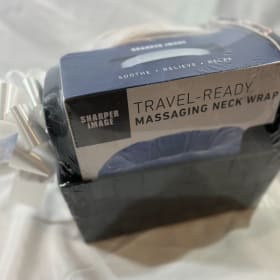 SHARPER IMAGE
SOOTHE • RELIEVE • RELAX
SHARPER
IMAGE
TRAVEL-READY
MASSAGING NECK WRAP